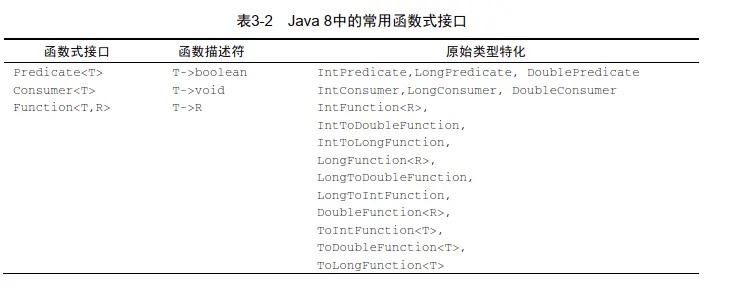 表3-2 Java 8中的常用函数式接口
函数式接口 函数描述符 原始类型特化
Predicate<T> T->boolean IntPredicate,LongPredicate, DoublePredicate
Consumer<T> T->void IntConsumer,LongConsumer, DoubleConsumer
Function<T,R> T->R IntFunction<R>,
IntToDoubleFunction,
IntToLongFunction,
LongFunction<R>,
LongToDoubleFunction,
LongToIntFunction,
DoubleFunction<R>,
ToIntFunction<T>,
ToDoubleFunction<T>,
ToLongFunction<T>